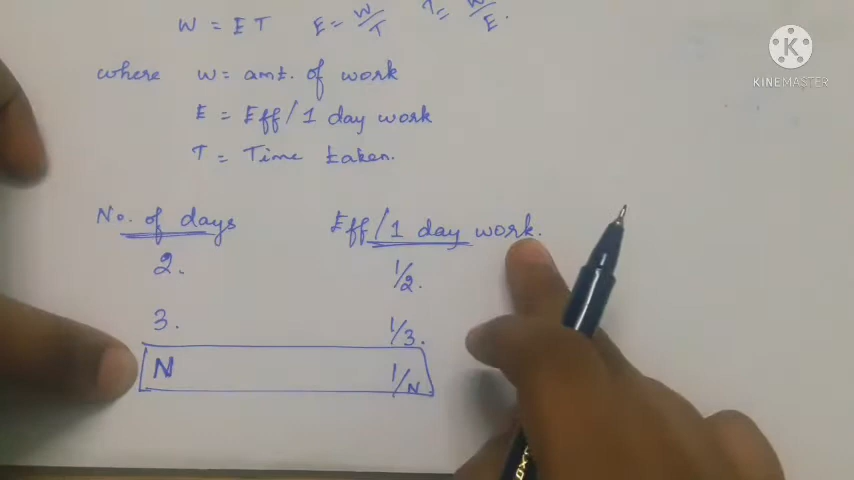 W = ET E = W/T T = W/E.
where W = amt. of work
E = Eff/1 day work
T = Time taken.
No. of days Eff/1 day work.
2. 1/2.
3. 1/3.
N 1/N
K
KINEMASTER